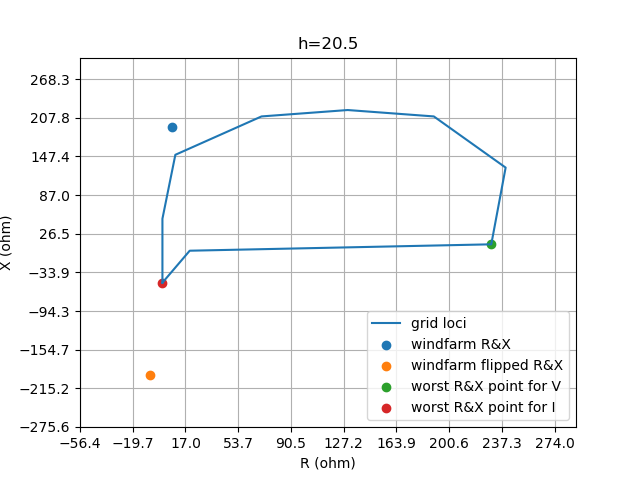 h=20.5
268.3
207.8
147.4
87.0
26.5
−33.9
−94.3
−154.7
−215.2
−275.6
X (ohm)
grid loci
windfarm R&X
windfarm flipped R&X
worst R&X point for V
worst R&X point for I
−56.4 −19.7 17.0 53.7 90.5 127.2 163.9 200.6 237.3 274.0
R (ohm)